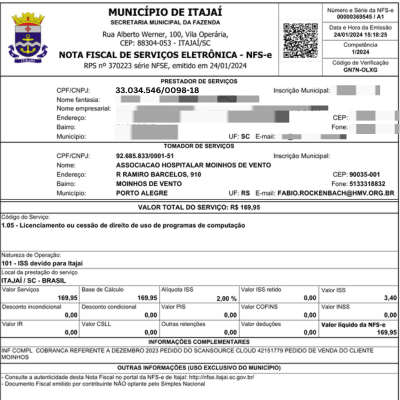 MUNICÍPIO DE ITAJAÍ
SECRETARIA MUNICIPAL DA FAZENDA
Rua Alberto Werner, 100, Vila Operária,
CEP: 88304-053 - ITAJAÍ/SC
NOTA FISCAL DE SERVIÇOS ELETRÔNICA - NFS-e
RPS nº 370223 série NFSE, emitido em 24/01/2024
Número e Série da NFS-e
00000369545 / A1
Data e Hora da Emissão
24/01/2024 15:18:25
Competência
1/2024
Código de Verificação
GN7N-OLXG
PRESTADOR DE SERVIÇOS
CPF/CNPJ: 33.034.546/0098-18 Inscrição Municipal:
Nome fantasia:
Nome empresarial:
Endereço: CEP:
Bairro: Fone:
Município: UF: SC E-mail:
TOMADOR DE SERVIÇOS
CPF/CNPJ: 92.685.833/0001-51 Inscrição Municipal:
Nome: ASSOCIACAO HOSPITALAR MOINHOS DE VENTO
Endereço: R RAMIRO BARCELOS, 910 CEP: 90035-001
Bairro: MOINHOS DE VENTO Fone: 5133318832
Município: PORTO ALEGRE UF: RS E-mail: FABIO.ROCKENBACH@HMV.ORG.BR
VALOR TOTAL DO SERVIÇO: R$ 169,95
Código do Serviço:
1.05 - Licenciamento ou cessão de direito de uso de programas de computação
Natureza de Operação:
101 - ISS devido para Itajaí
Local da prestação do serviço
ITAJAÍ / SC - BRASIL
Valor Serviços Base de Cálculo Alíquota ISS Valor ISS retido Valor ISS
169,95 169,95 2,00 % 0,00 3,40
Desconto incondicional Desconto condicional Valor PIS Valor COFINS Valor INSS
0,00 0,00 0,00 0,00 0,00
Valor IR Valor CSLL Outras retenções Valor deduções Valor líquido da NFS-e
0,00 0,00 0,00 0,00 169,95
INFORMAÇÕES COMPLEMENTARES
INF COMPL COBRANCA REFERENTE A DEZEMBRO 2023 PEDIDO DO SCANSOURCE CLOUD 42151779 PEDIDO DE VENDA DO CLIENTE
MOINHOS
OUTRAS INFORMAÇÕES (USO EXCLUSIVO DO MUNICÍPIO)
- Consulte a autenticidade desta Nota Fiscal no portal da NFS-e de Itajaí: http://nfse.itajai.sc.gov.br/
- Documento Fiscal emitido por contribuinte NÃO optante pelo Simples Nacional